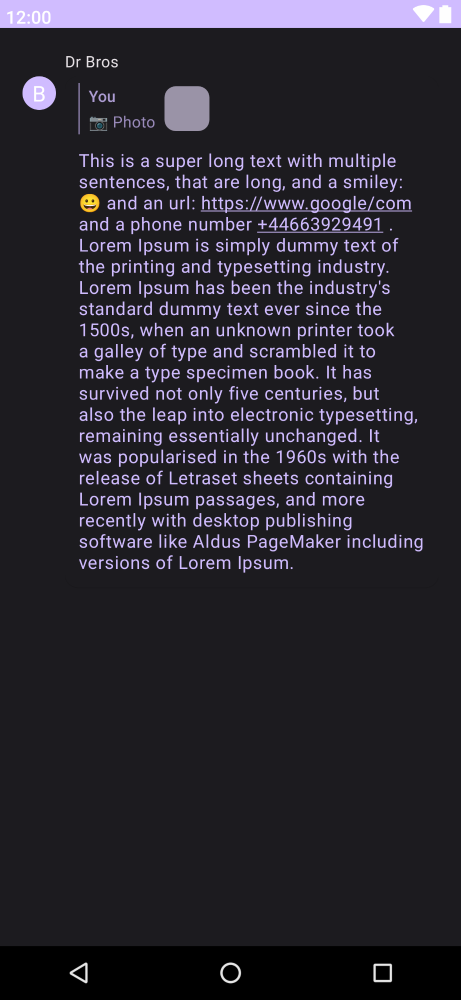 12:00
Dr Bros
B
You
📷 Photo
This is a super long text with multiple
sentences, that are long, and a smiley:
😀 and an url: https://www.google/com
and a phone number +44663929491 .
Lorem Ipsum is simply dummy text of
the printing and typesetting industry.
Lorem Ipsum has been the industry's
standard dummy text ever since the
1500s, when an unknown printer took
a galley of type and scrambled it to
make a type specimen book. It has
survived not only five centuries, but
also the leap into electronic typesetting,
remaining essentially unchanged. It
was popularised in the 1960s with the
release of Letraset sheets containing
Lorem Ipsum passages, and more
recently with desktop publishing
software like Aldus PageMaker including
versions of Lorem Ipsum.